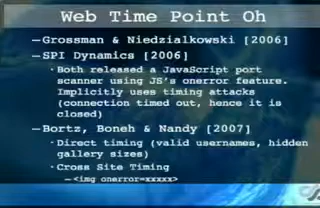 Web Time Point Oh
–Grossman & Niedzialkowski [2006]
–SPI Dynamics [2006]
·Both released a JavaScript port
scanner using JS's onerror feature.
Implicitly uses timing attacks
(connection timed out, hence it is
closed)
–Bortz, Boneh & Nandy [2007]
·Direct timing (valid usernames, hidden
gallery sizes)
·Cross Site Timing
–<img onerror=xxxxx>